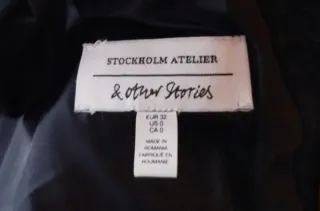 STOCKHOLM ATELIER
& other Stories
EUR 32
US 0
CA 0
MADE IN
ROMANIA
FABRIQUÉ EN
ROUMANIE